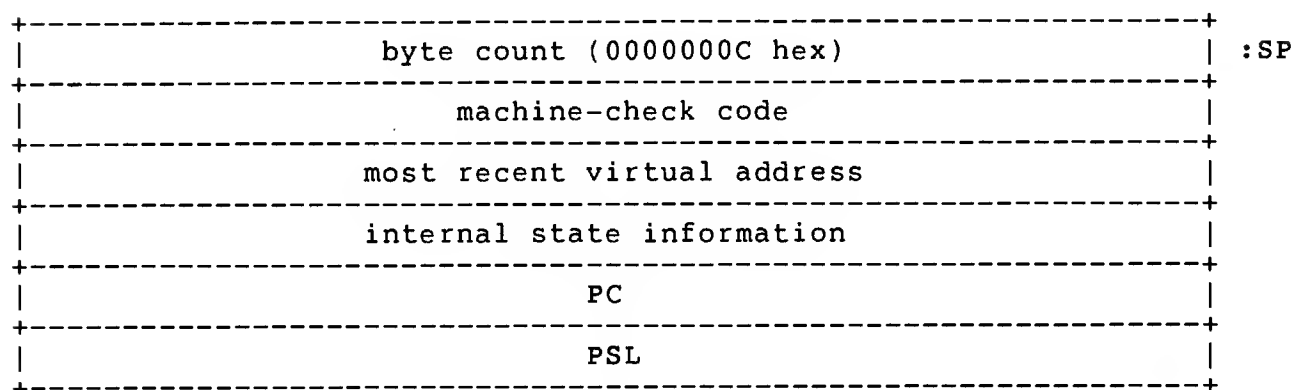 byte count (0000000C hex) :SP
machine-check code
most recent virtual address
internal state information
PC
PSL